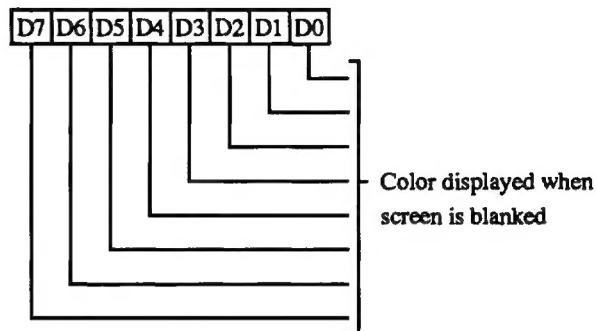 D7 D6 D5 D4 D3 D2 D1 D0
Color displayed when
screen is blanked